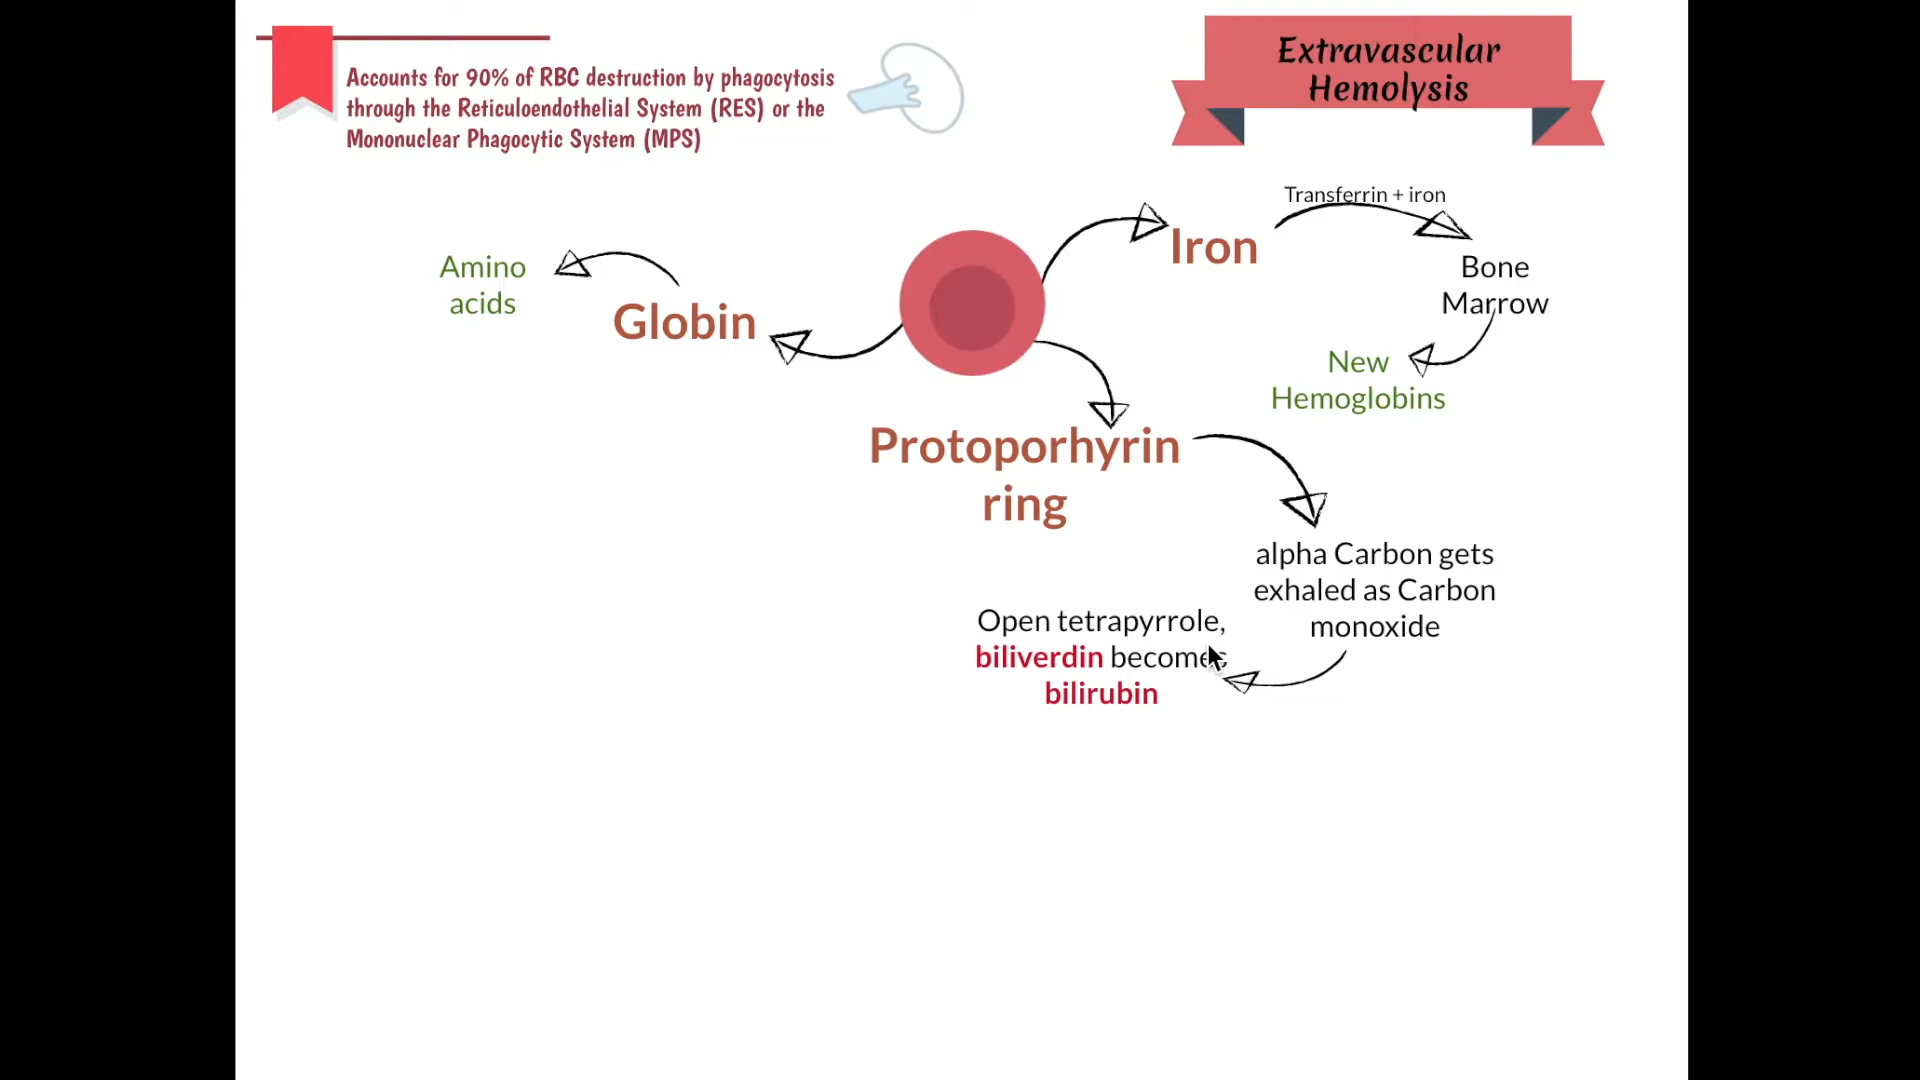 Accounts for 90% of RBC destruction by phagocytosis
through the Reticuloendothelial System (RES) or the
Mononuclear Phagocytic System (MPS)
Extravascular
Hemolysis
Transferrin + iron
Iron
Bone
Marrow
New
Hemoglobins
Amino
acids
Globin
Protoporhyrin
ring
alpha Carbon gets
exhaled as Carbon
monoxide
Open tetrapyrrole,
biliverdin becomes
bilirubin